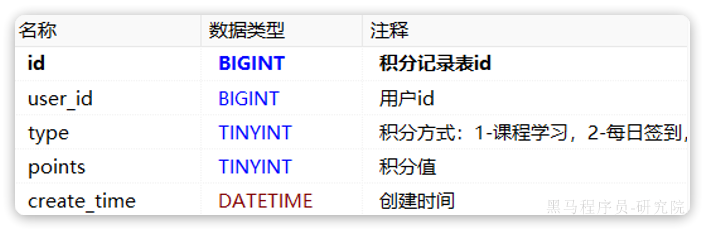 名称 数据类型 注释
id BIGINT 积分记录表id
user_id BIGINT 用户id
type TINYINT 积分方式：1-课程学习，2-每日签到，
points TINYINT 积分值
create_time DATETIME 创建时间
黑马程序员-研究院